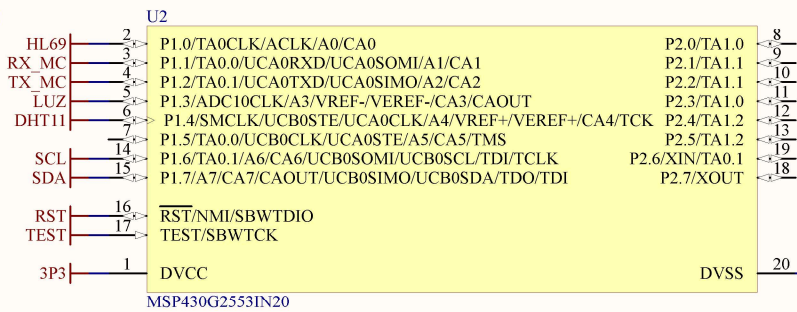 U2
HL69 2 P1.0/TA0CLK/ACLK/A0/CA0 P2.0/TA1.0 8
RX_MC 3 P1.1/TA0.0/UCA0RXD/UCA0SOMI/A1/CA1 P2.1/TA1.1 9
TX_MC 4 P1.2/TA0.1/UCA0TXD/UCA0SIMO/A2/CA2 P2.2/TA1.1 10
LUZ 5 P1.3/ADC10CLK/A3/VREF-/VEREF-/CA3/CAOUT P2.3/TA1.0 11
DHT11 6 P1.4/SMCLK/UCB0STE/UCA0CLK/A4/VREF+/VEREF+/CA4/TCK P2.4/TA1.2 12
7 P1.5/TA0.0/UCB0CLK/UCA0STE/A5/CA5/TMS P2.5/TA1.2 13
SCL 14 P1.6/TA0.1/A6/CA6/UCB0SOMI/UCB0SCL/TDI/TCLK P2.6/XIN/TA0.1 19
SDA 15 P1.7/A7/CA7/CAOUT/UCB0SIMO/UCB0SDA/TDO/TDI P2.7/XOUT 18
RST 16 RST/NMI/SBWTDIO
TEST 17 TEST/SBWTCK
3P3 1 DVCC DVSS 20
MSP430G2553IN20